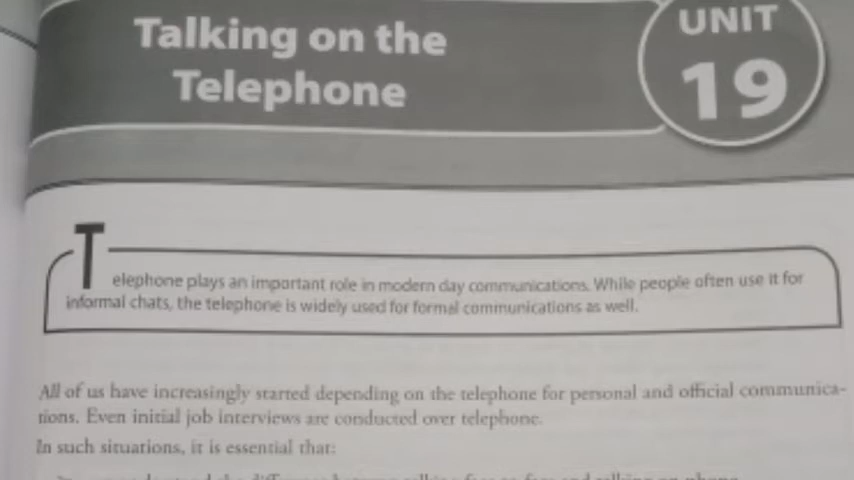 Talking on the
Telephone
UNIT
19
Telephone plays an important role in modern day communications. While people often use it for
informal chats, the telephone is widely used for formal communications as well.
All of us have increasingly started depending on the telephone for personal and official communica-
tions. Even initial job interviews are conducted over telephone.
In such situations, it is essential that: